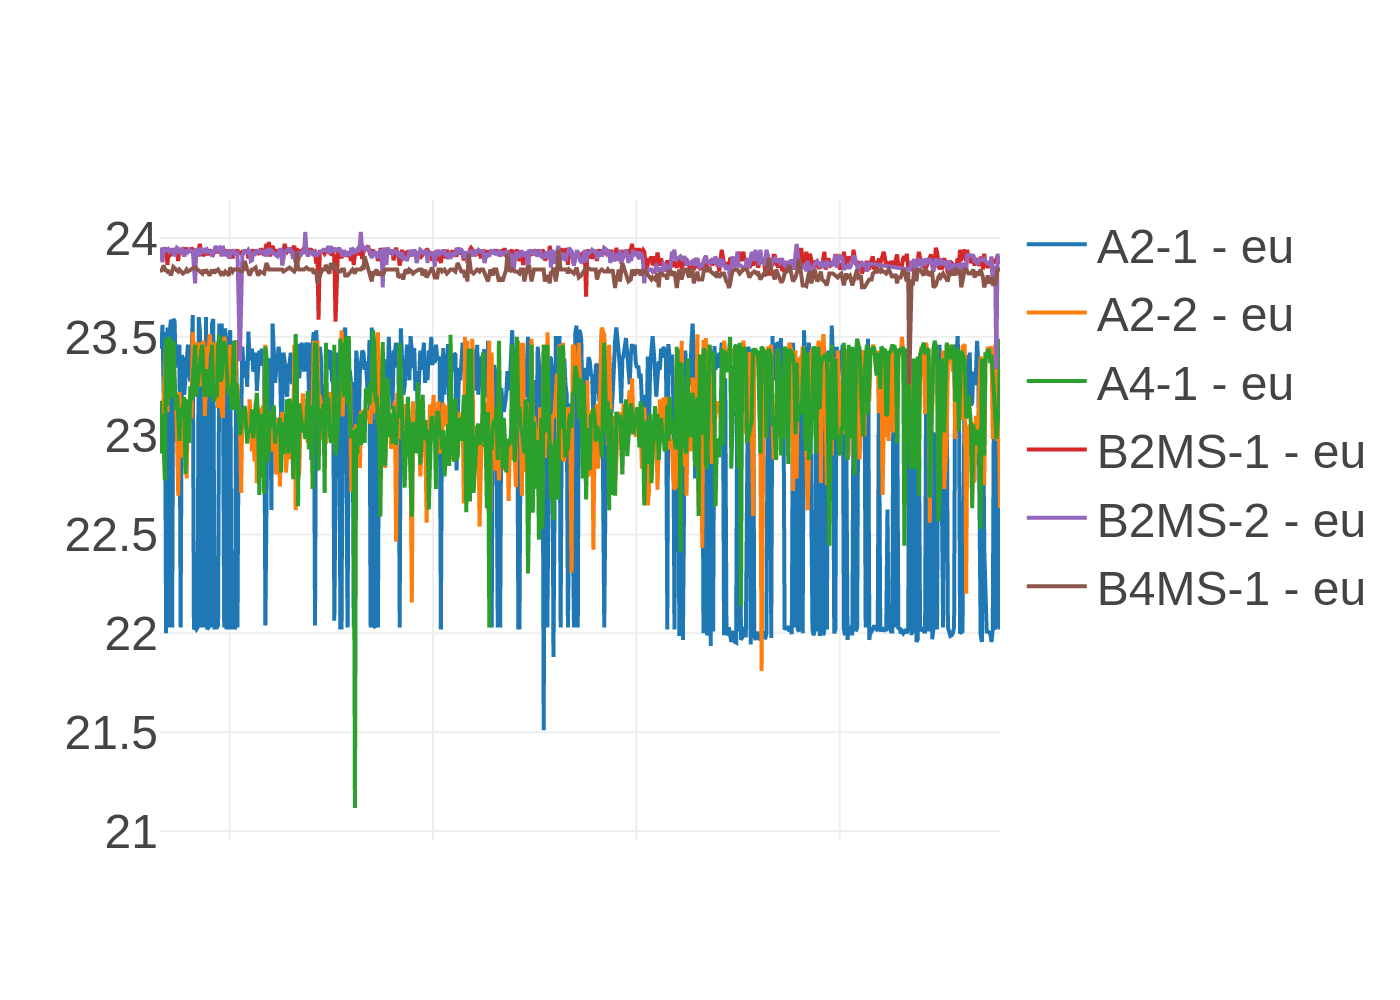 24
23.5
23
22.5
22
21.5
21
A2-1 - eu
A2-2 - eu
A4-1 - eu
B2MS-1 - eu
B2MS-2 - eu
B4MS-1 - eu